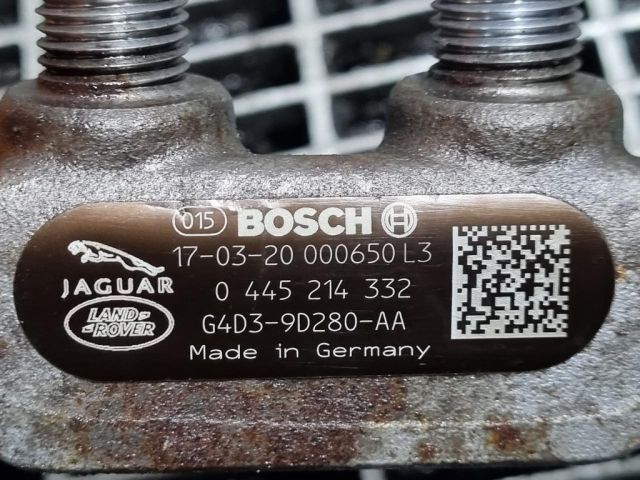 015 BOSCH
17-03-20 000650 L3
JAGUAR
0 445 214 332
LAND-
-ROVER
G4D3-9D280-AA
Made in Germany